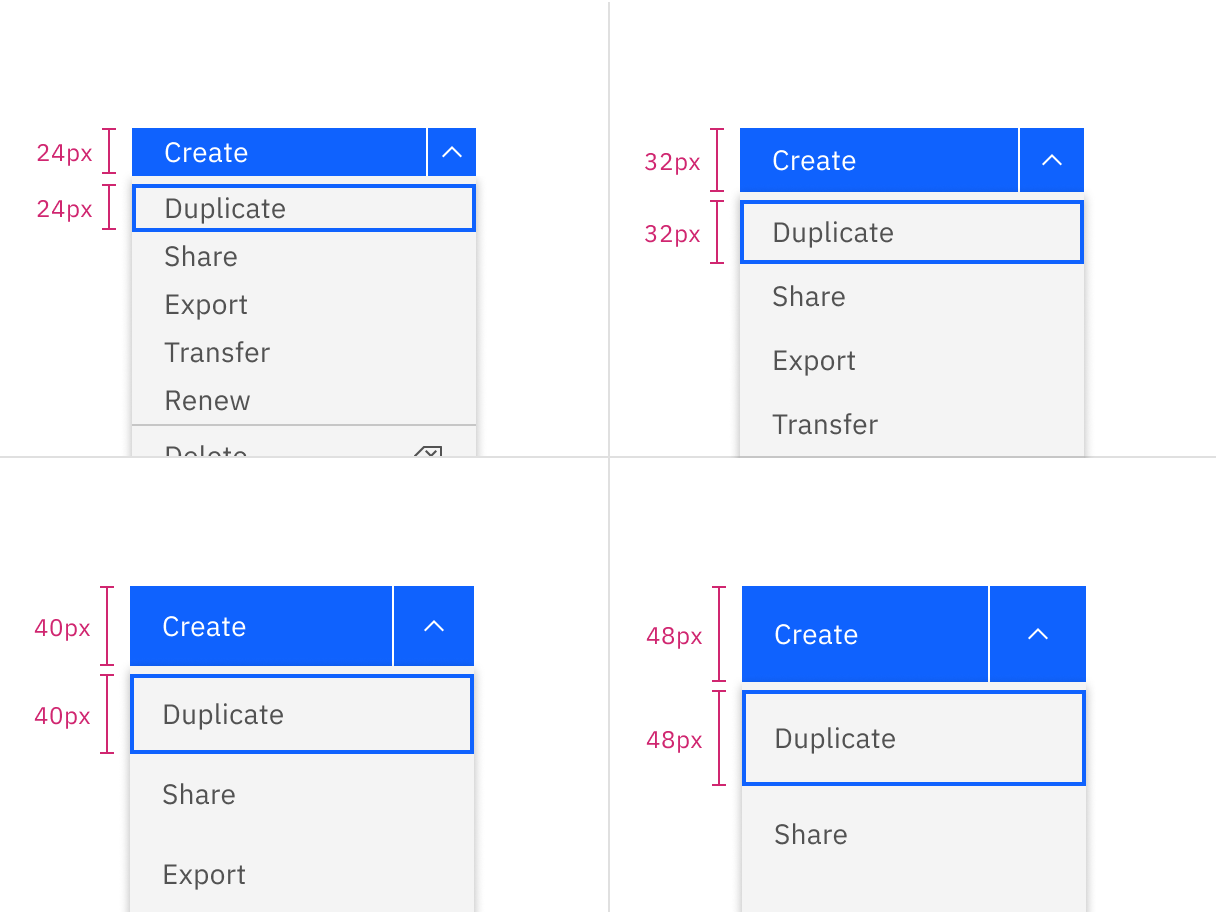 24px
Create
24px
Duplicate
Share
Export
Transfer
Renew
Delete
32px
Create
32px
Duplicate
Share
Export
Transfer
40px
Create
40px
Duplicate
Share
Export
48px
Create
48px
Duplicate
Share